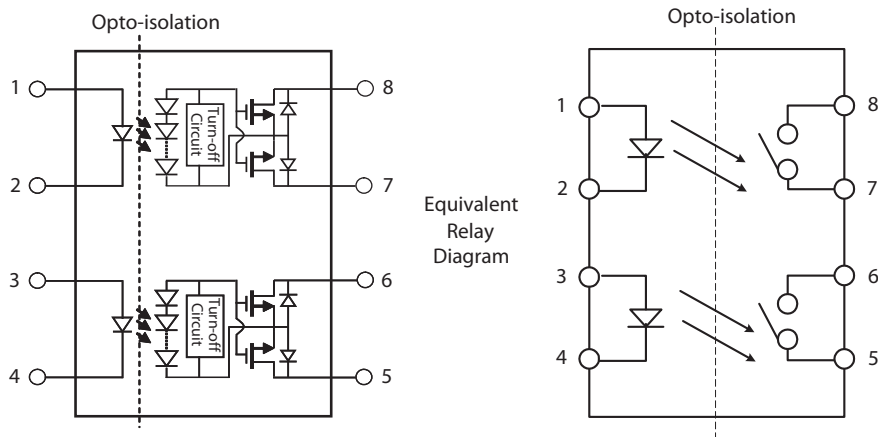 Opto-isolation
1
2
3
4
Turn-off
Circuit
Turn-off
Circuit
8
7
6
5
Equivalent
Relay
Diagram
Opto-isolation
1
2
3
4
8
7
6
5